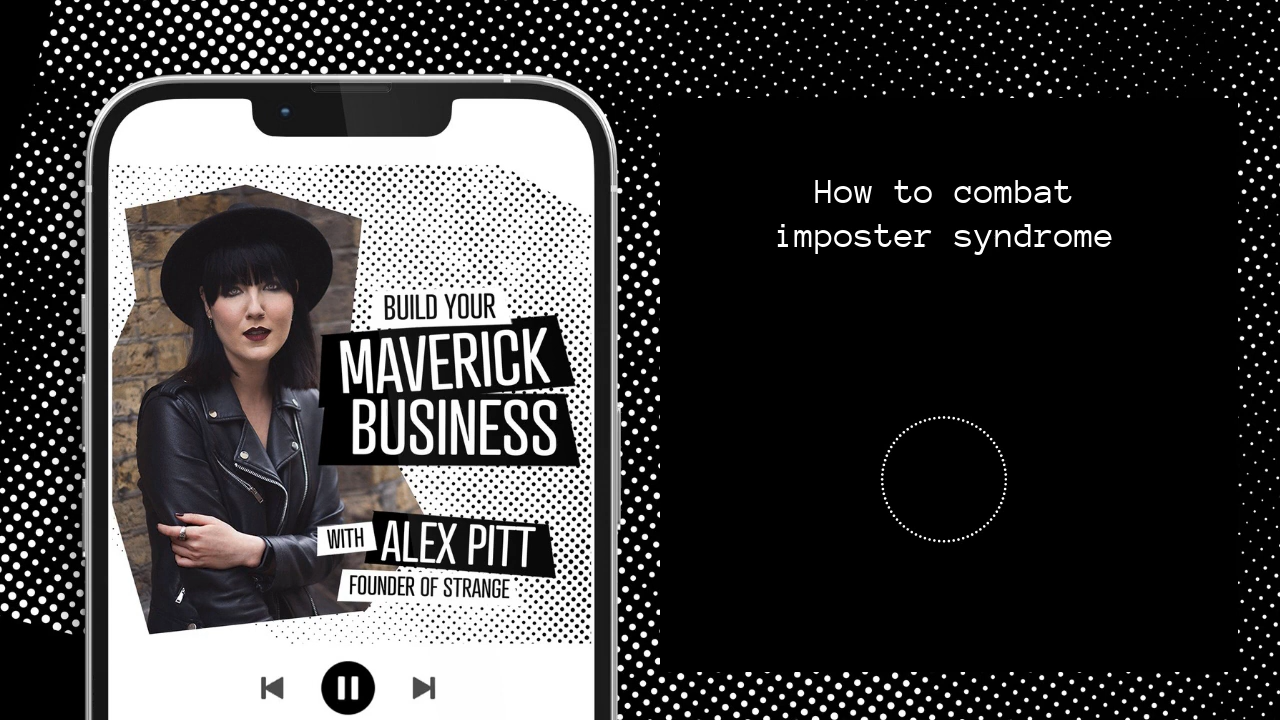 BUILD YOUR
MAVERICK
BUSINESS
WITH ALEX PITT
FOUNDER OF STRANGE
How to combat
imposter syndrome